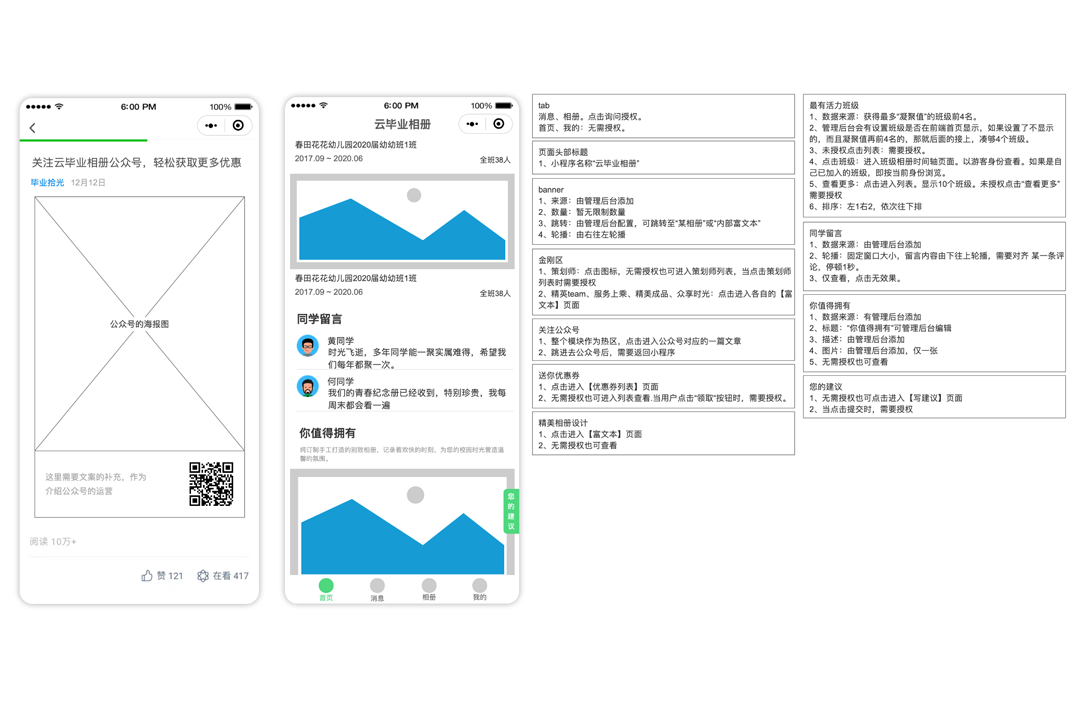 6:00 PM
100%
关注云毕业相册公众号，轻松获取更多优惠
毕业拾光 12月12日
公众号的海报图
这里需要文案的补充，作为
介绍公众号的运营
阅读 10万+
赞 121
在看 417
6:00 PM
100%
云毕业相册
春田花花幼儿园2020届幼幼班1班
2017.09 ~ 2020.06
全班38人
春田花花幼儿园2020届幼幼班1班
2017.09 ~ 2020.06
全班38人
同学留言
黄同学
时光飞逝，多年同学能一聚实属难得，希望我
们每年都聚一次。
何同学
我们的青春纪念册已经收到，特别珍贵，我每
周末都会看一遍
你值得拥有
纯订制手工打造的别致相册，记录着欢快的时刻，为您的校园时光营造温
馨的氛围。
您的建议
首页
消息
相册
我的
tab
消息、相册。点击询问授权。
首页、我的：无需授权。
页面头部标题
1、小程序名称“云毕业相册”
banner
1、来源：由管理后台添加
2、数量：暂无限制数量
3、跳转：由管理后台配置，可跳转至“某相册”或“内部富文本”
4、轮播：由右往左轮播
金刚区
1、策划师：点击图标，无需授权也可进入策划师列表，当点击策划师
列表时需要授权
2、精英team、服务上乘、精美成品、众享时光：点击进入各自的【富
文本】页面
关注公众号
1、整个模块作为热区，点击进入公众号对应的一篇文章
2、跳进去公众号后，需要返回小程序
送你优惠券
1、点击进入【优惠券列表】页面
2、无需授权也可进入列表查看.当用户点击“领取”按钮时，需要授权。
精美相册设计
1、点击进入【富文本】页面
2、无需授权也可查看
最有活力班级
1、数据来源：获得最多“凝聚值”的班级前4名。
2、管理后台会有设置班级是否在前端首页显示，如果设置了不显示
的，而且凝聚值再前4名的，那就后面的接上，凑够4个班级。
3、未授权点击列表：需要授权。
4、点击班级：进入班级相册时间轴页面。以游客身份查看。如果是自
己已加入的班级，即按当前身份浏览。
5、查看更多：点击进入列表。显示10个班级。未授权点击“查看更多”
需要授权
6、排序：左1右2，依次往下排
同学留言
1、数据来源：由管理后台添加
2、轮播：固定窗口大小，留言内容由下往上轮播，需要对齐 某一条评
论，停顿1秒。
3、仅查看，点击无效果。
你值得拥有
1、数据来源：有管理后台添加
2、标题：“你值得拥有”可管理后台编辑
3、描述：由管理后台添加
4、图片：由管理后台添加，仅一张
5、无需授权也可查看
您的建议
1、无需授权也可点击进入【写建议】页面
2、当点击提交时，需要授权